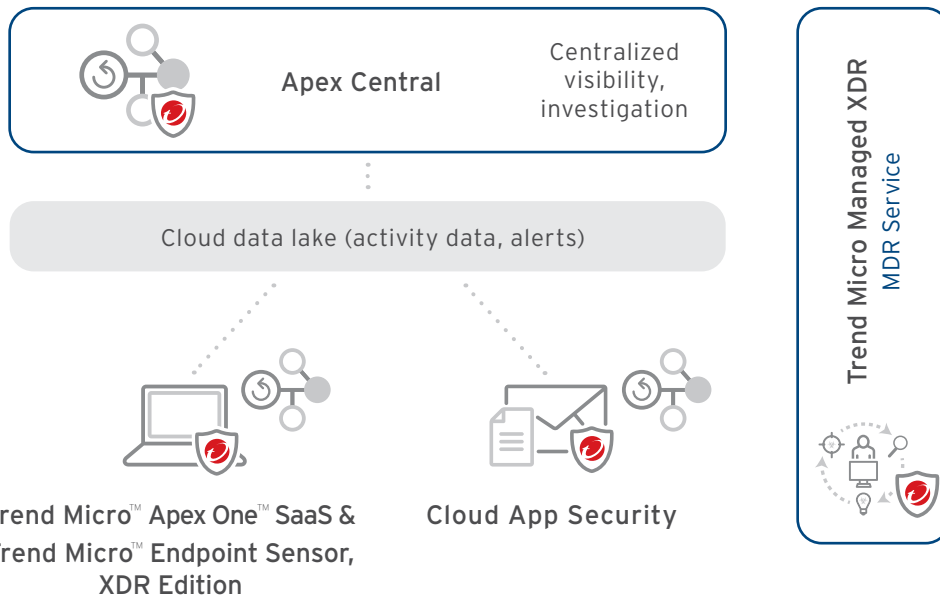 Apex Central
Centralized
visibility,
investigation
Cloud data lake (activity data, alerts)
rend Micro™ Apex One™ SaaS &
rend Micro™ Endpoint Sensor,
XDR Edition
Cloud App Security
Trend Micro Managed XDR
MDR Service